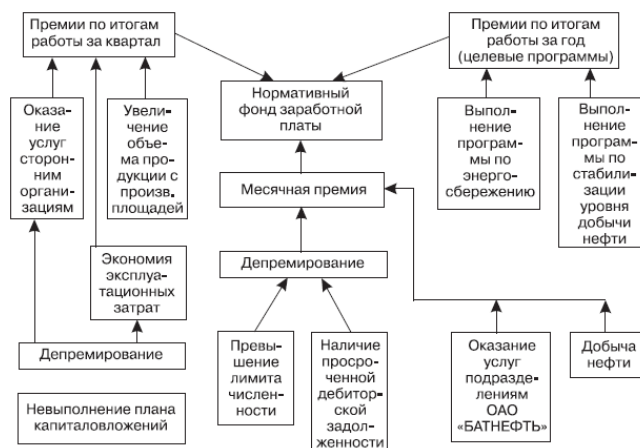 Премии по итогам
работы за квартал
Премии по итогам
работы за год
(целевые программы)
Нормативный
фонд заработной
платы
Оказа-
ние
услуг
сторон-
ним
органи-
зациям
Увели-
чение
объе-
ма про-
дукции с
произв.
площадей
Выпол-
нение
програм-
мы по
энерго-
сбережению
Выпол-
нение
програм-
мы по
стабили-
зации
уровня
добычи
нефти
Месячная премия
Экономия
эксплуа-
тационных
затрат
Депремирование
Депремирование
Превы-
шение
лимита
числен-
ности
Наличие
просро-
ченной
дебитор-
ской
задол-
женности
Оказание
услуг
подразде-
лениям
ОАО
«БАТНЕФТЬ»
Добыча
нефти
Невыполнение плана
капиталовложений